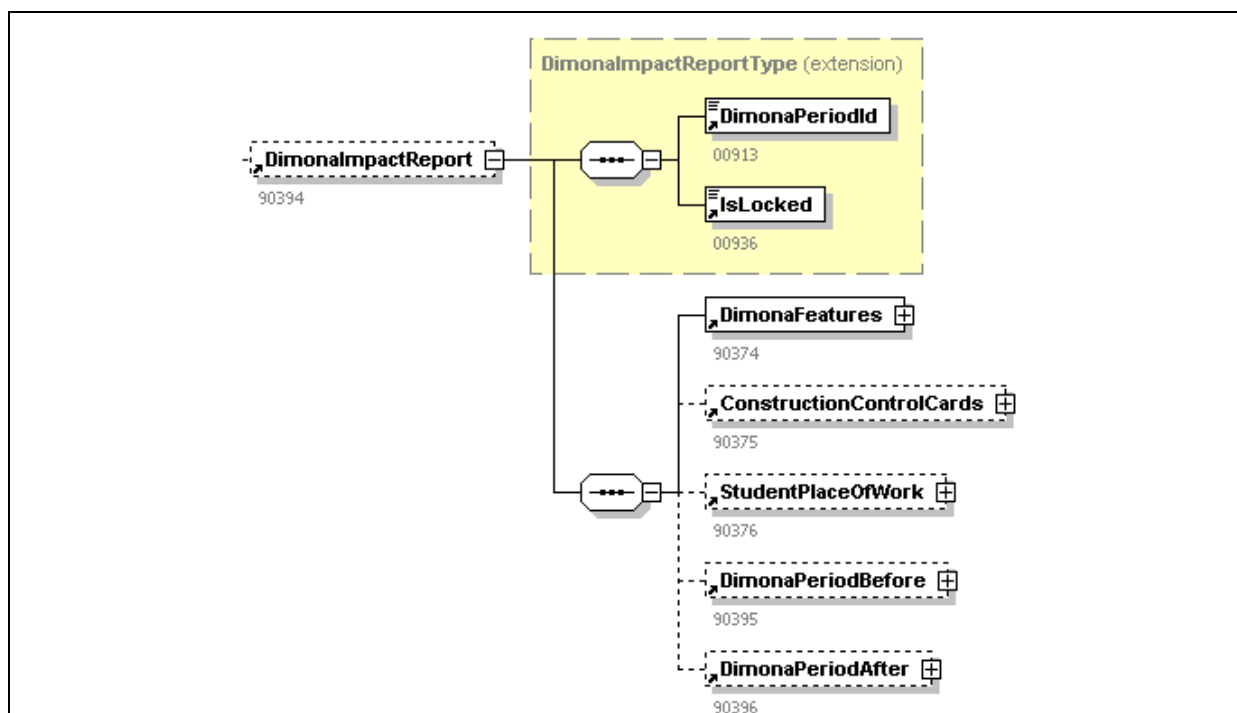 DimonaImpactReportType (extension)
DimonaPeriodId
00913
DimonaImpactReport
90394
IsLocked
00936
DimonaFeatures
90374
ConstructionControlCards
90375
StudentPlaceOfWork
90376
DimonaPeriodBefore
90395
DimonaPeriodAfter
90396